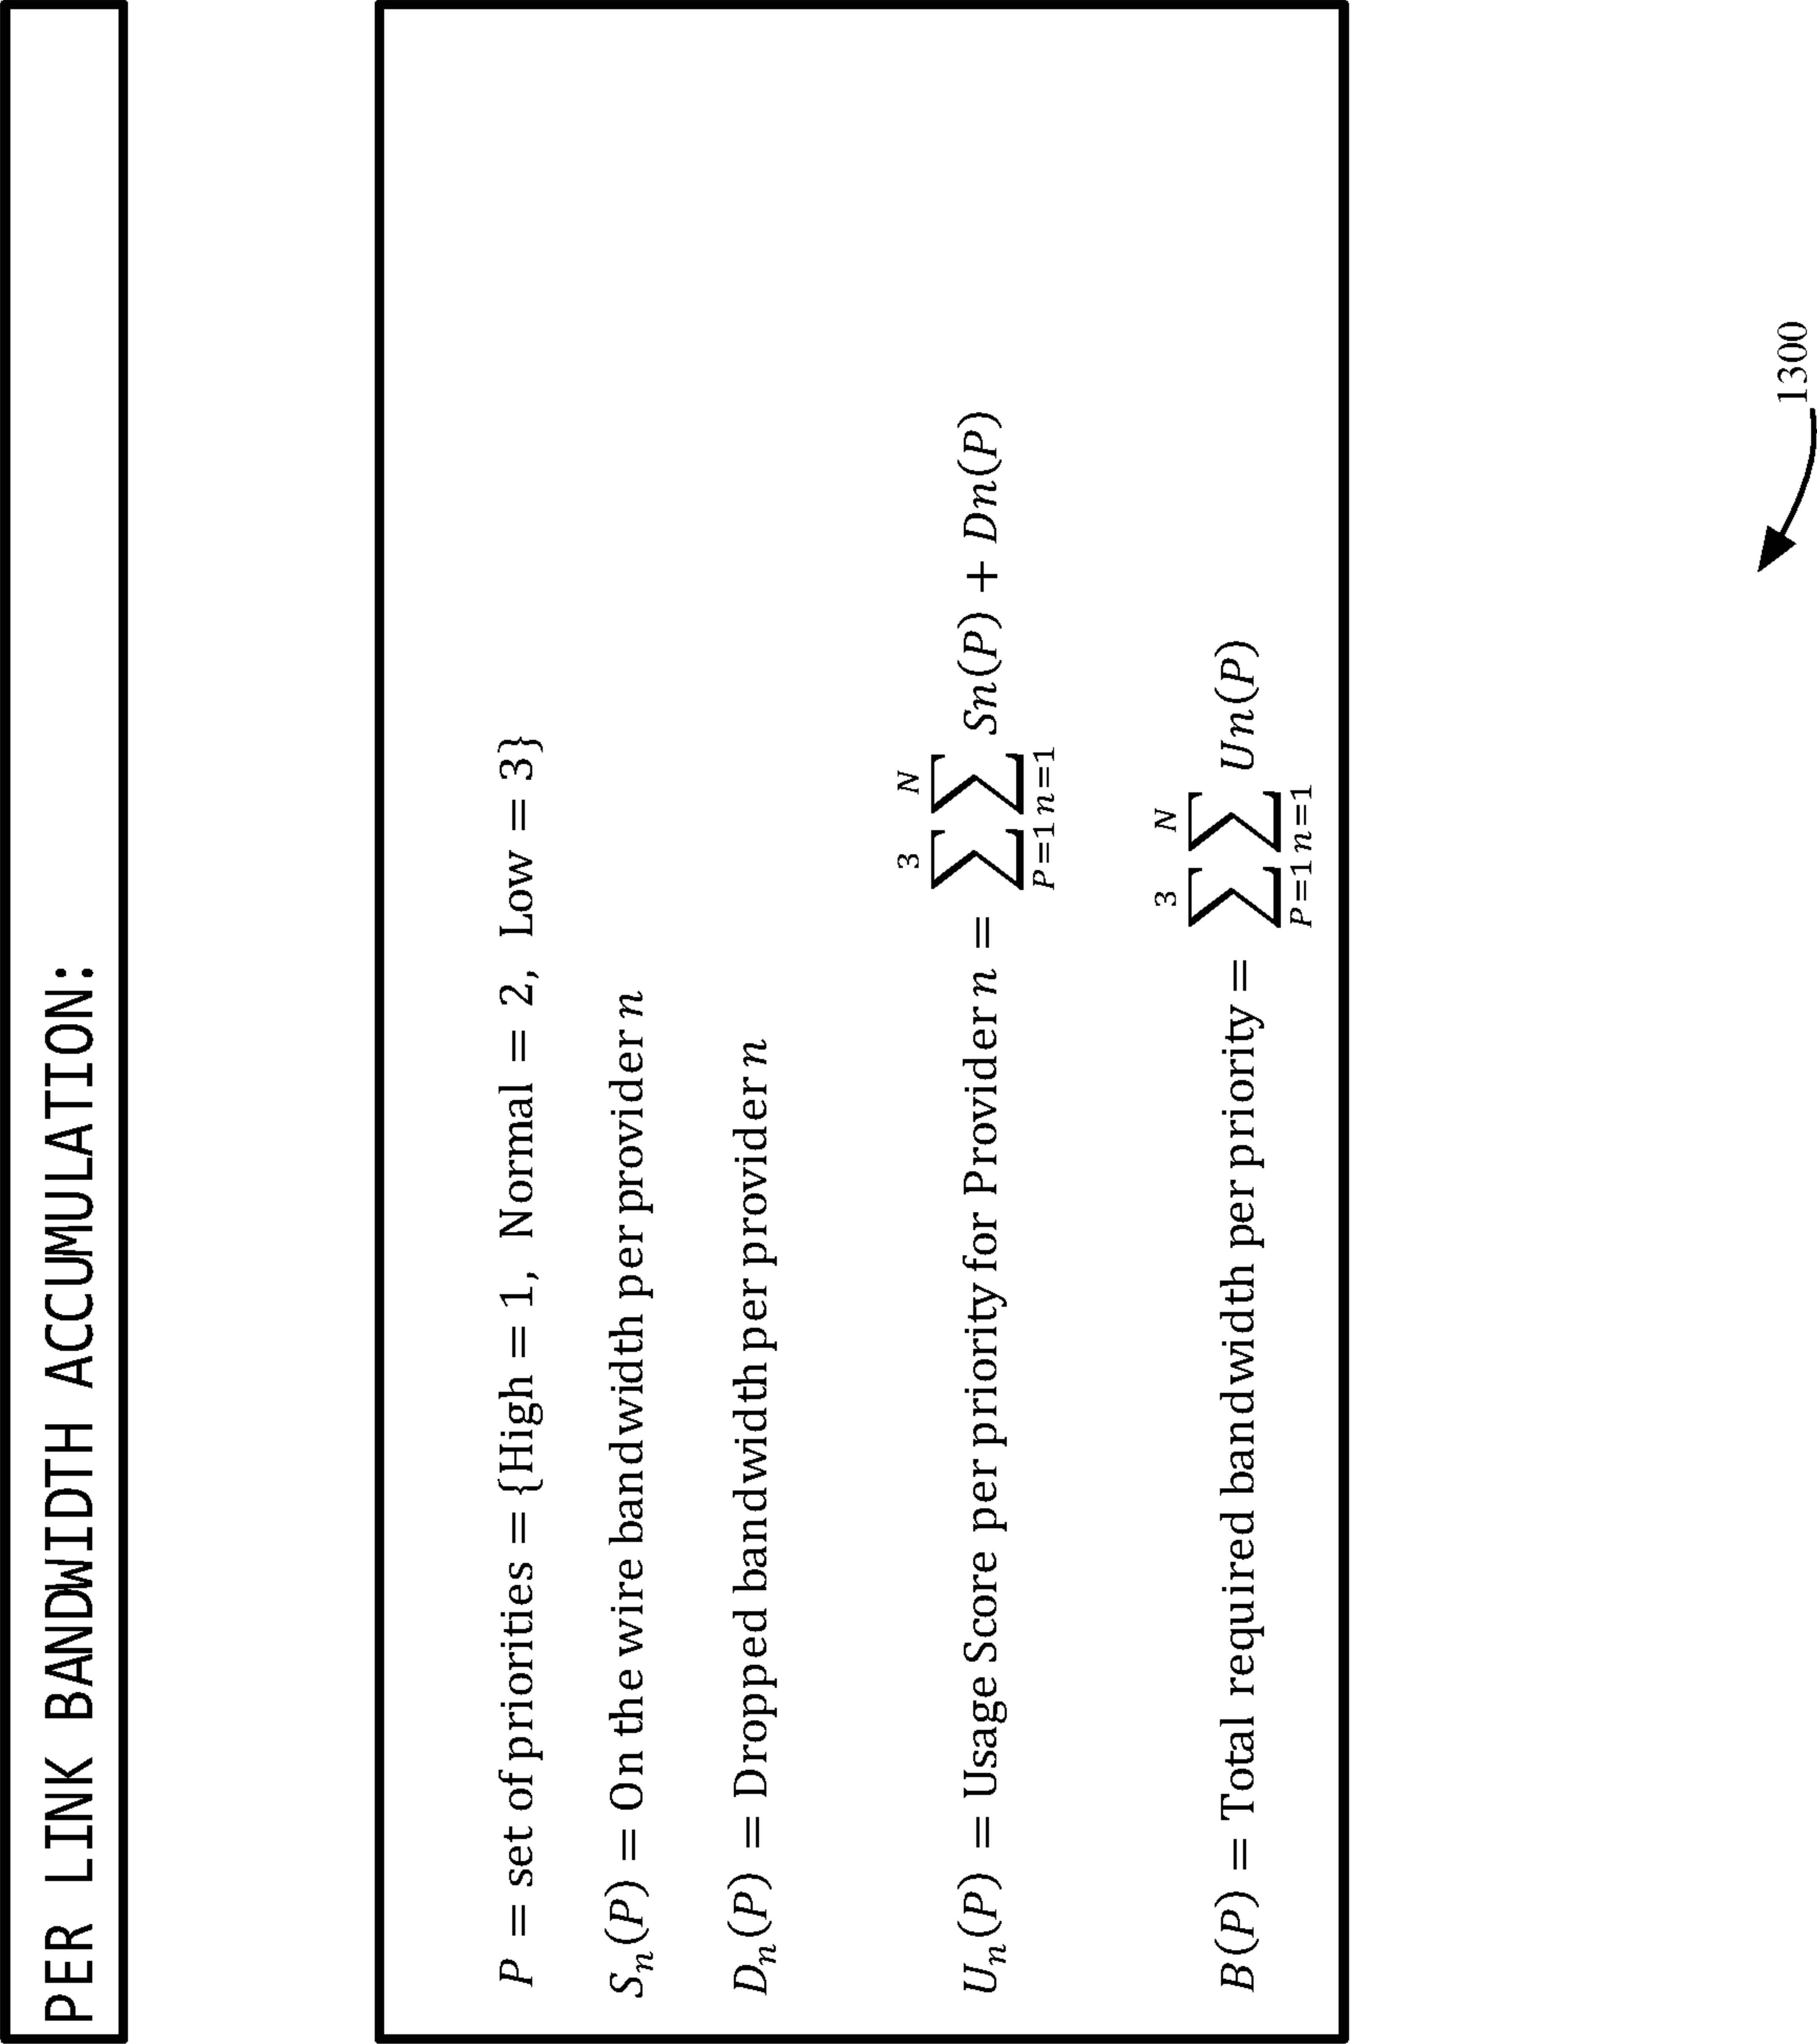 PER LINK BANDWIDTH ACCUMULATION:
P = set of priorities = {High = 1, Normal = 2, Low = 3}
Sₙ(P) = On the wire bandwidth per provider n
Dₙ(P) = Dropped bandwidth per provider n
Uₙ(P) = Usage Score per priority for Provider n = ∑_{P=1}^{3} ∑_{n=1}^{N} Sn(P) + Dn(P)
B(P) = Total required bandwidth per priority = ∑_{P=1}^{3} ∑_{n=1}^{N} Un(P)
1300